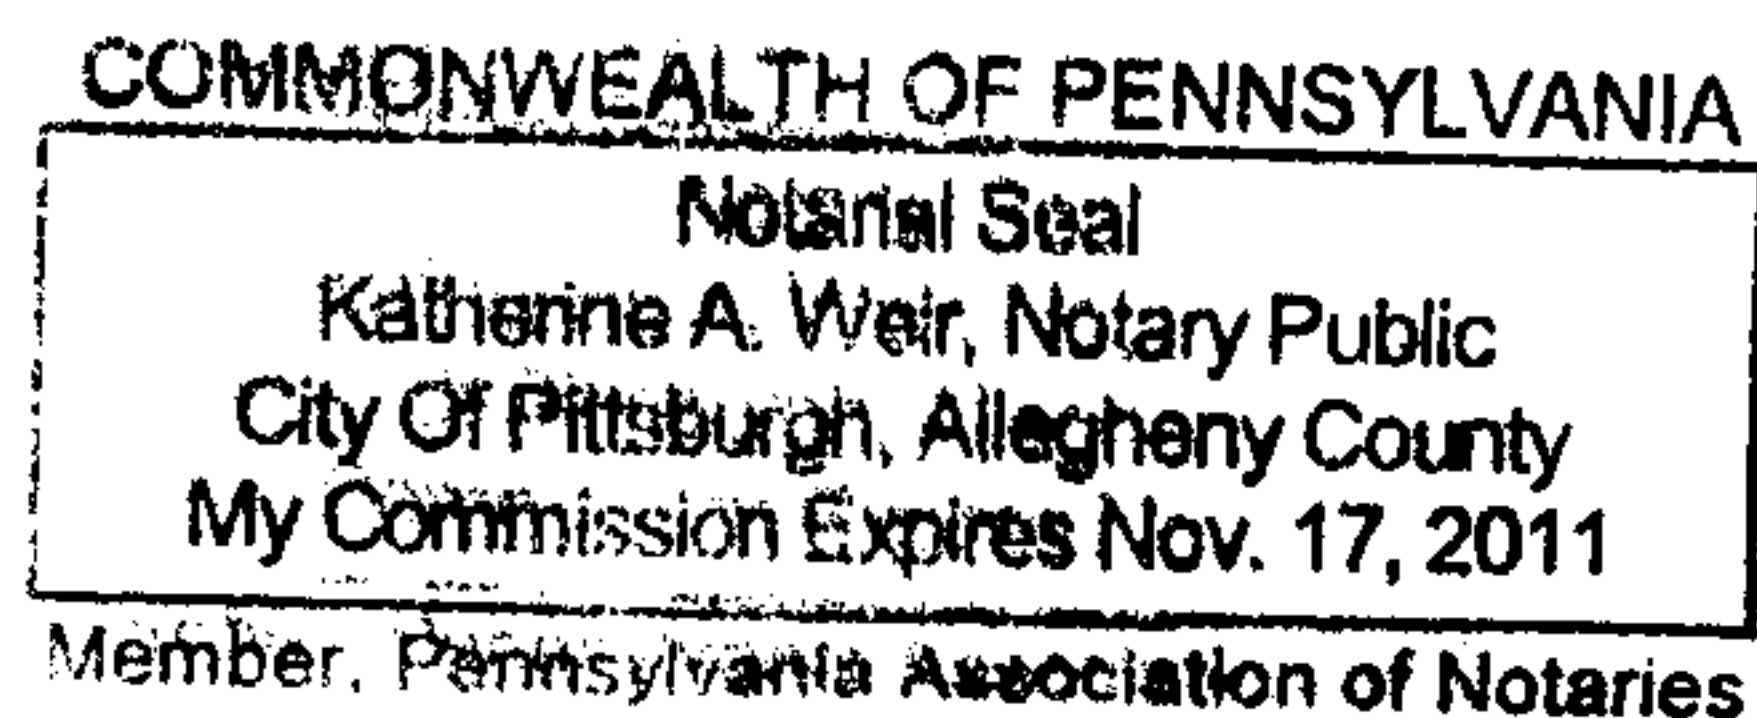 COMMONWEALTH OF PENNSYLVANIA
Notarial Seal
Katherine A. Weir, Notary Public
City Of Pittsburgh, Allegheny County
My Commission Expires Nov. 17, 2011
Member, Pennsylvania Association of Notaries